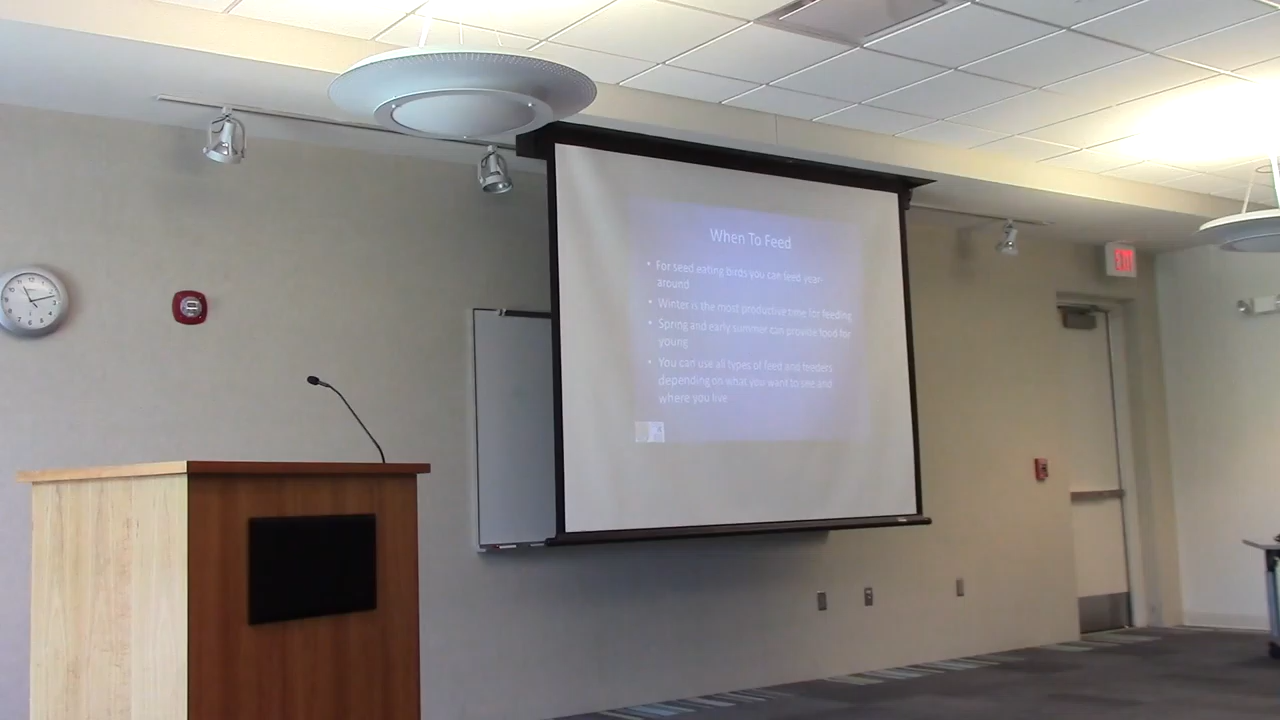 When To Feed
• For seed eating birds you can feed year-
around
• Winter is the most productive time for feeding
• Spring and early summer can provide food for
young
• You can use all types of feed and feeders
depending on what you want to see and
where you live
EXIT